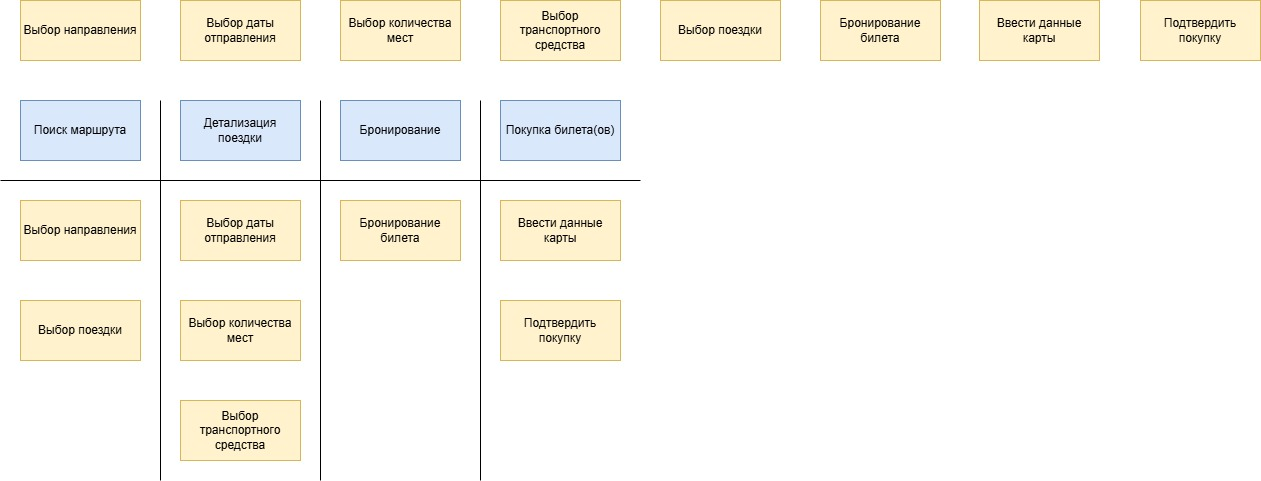 Выбор направления
Выбор даты
отправления
Выбор количества
мест
Выбор
транспортного
средства
Выбор поездки
Бронирование
билета
Ввести данные
карты
Подтвердить
покупку
Поиск маршрута
Детализация
поездки
Бронирование
Покупка билета(ов)
Выбор направления
Выбор даты
отправления
Бронирование
билета
Ввести данные
карты
Выбор поездки
Выбор количества
мест
Подтвердить
покупку
Выбор
транспортного
средства